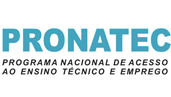 PRONATEC
PROGRAMA NACIONAL DE ACESSO
AO ENSINO TÉCNICO E EMPREGO